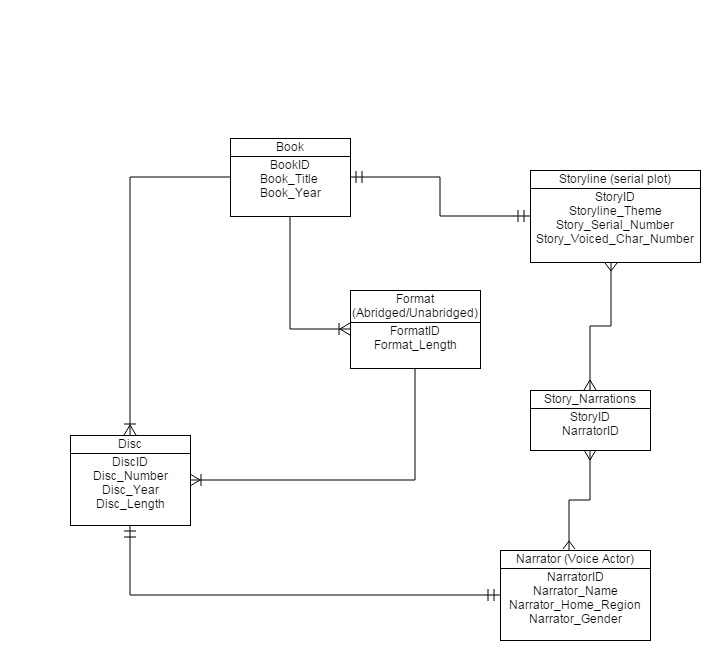 Book
BookID
Book_Title
Book_Year
Storyline (serial plot)
StoryID
Storyline_Theme
Story_Serial_Number
Story_Voiced_Char_Number
Format
(Abridged/Unabridged)
FormatID
Format_Length
Story_Narrations
StoryID
NarratorID
Disc
DiscID
Disc_Number
Disc_Year
Disc_Length
Narrator (Voice Actor)
NarratorID
Narrator_Name
Narrator_Home_Region
Narrator_Gender